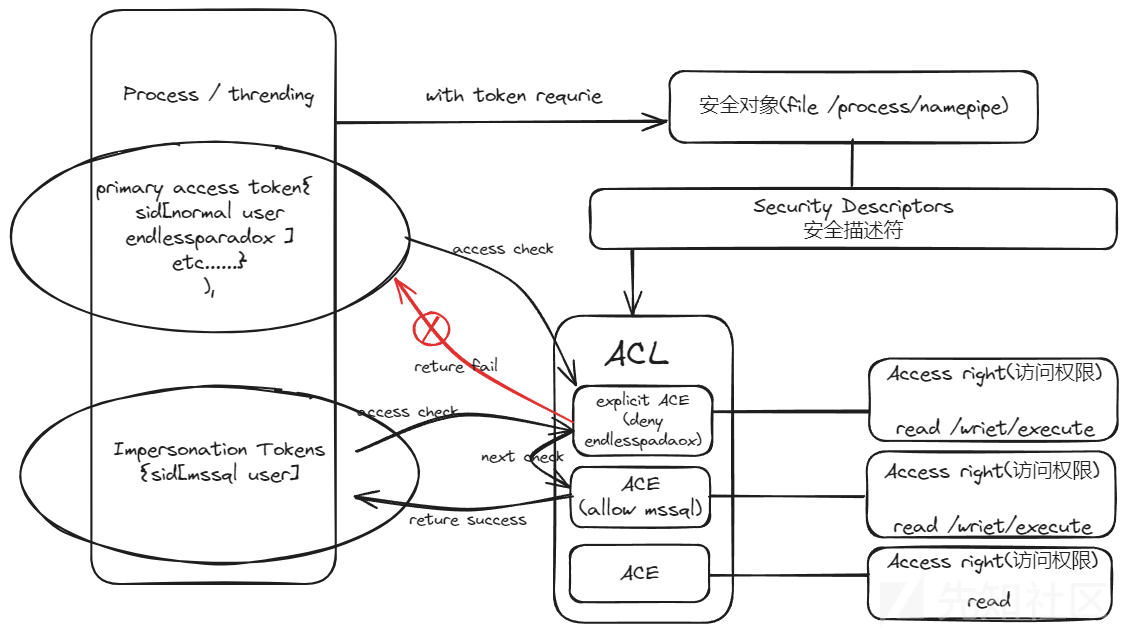 Process / thrending
with token requrie
安全对象(file /process/namepipe)
primary access token{
sid[normal user
endlessparadox ]
etc......}
),
Security Descriptors
安全描述符
access check
reture fail
ACL
explicit ACE
(deny
endlesspadaox)
Access right(访问权限)
read /wriet/execute
access check
Impersonation Tokens
{sid[mssql user]
next check
ACE
(allow mssql)
Access right(访问权限)
read /wriet/execute
reture success
ACE
Access right(访问权限)
read
先知社区